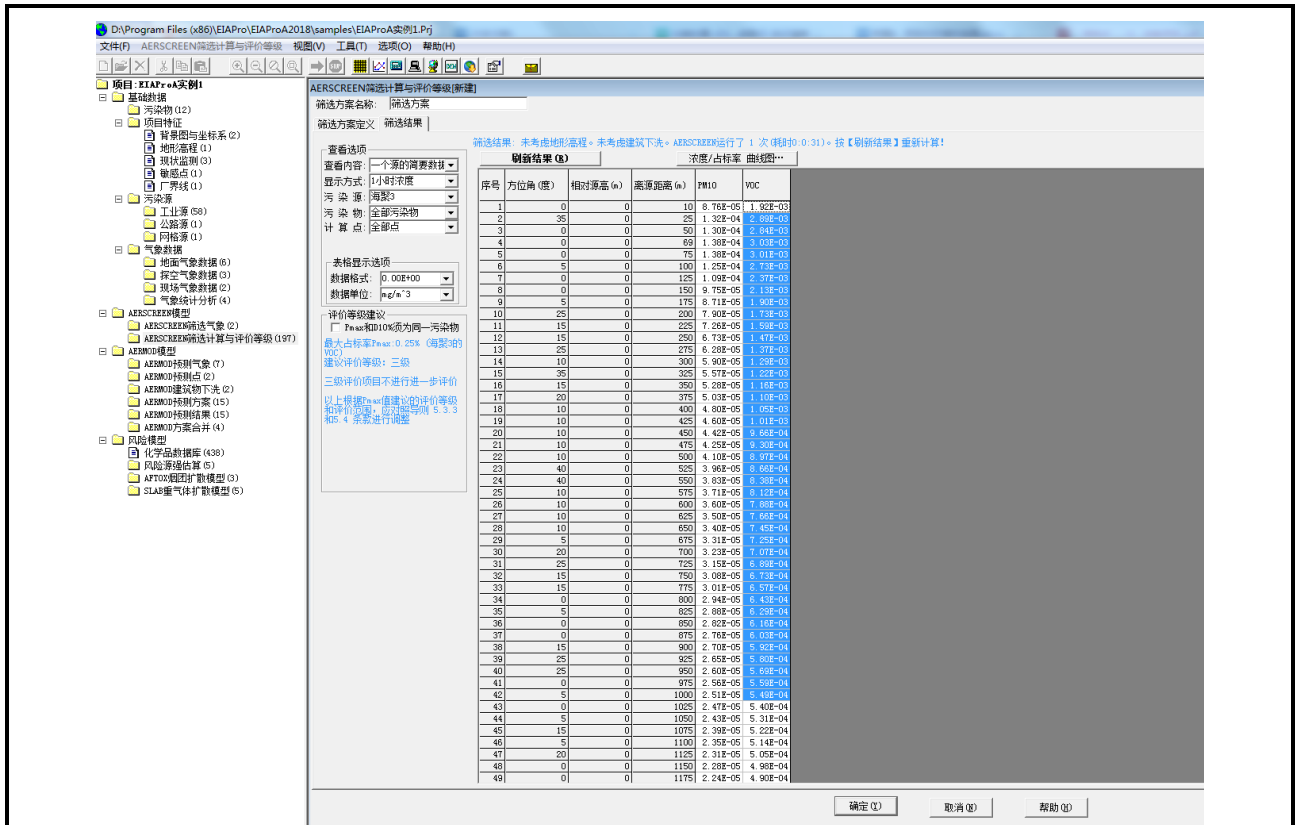 D:\Program Files (x86)\EIAPro\EIAProA2018\samples\EIAProA实例1.Prj
文件(F) AERSCREEN筛选计算与评价等级 视图(V) 工具(T) 选项(O) 帮助(H)
项目:EIAProA实例1
基础数据
污染物(12)
项目特征
背景图与坐标系(2)
地形高程(1)
现状监测(3)
敏感点(1)
厂界线(1)
污染源
工业源(58)
公路源(1)
网格源(1)
气象数据
地面气象数据(6)
探空气象数据(3)
现场气象数据(2)
气象统计分析(4)
AERSCREEN模型
AERSCREEN筛选气象(2)
AERSCREEN筛选计算与评价等级(197)
AERMOD模型
AERMOD预测气象(7)
AERMOD预测点(2)
AERMOD建筑物下洗(2)
AERMOD预测方案(15)
AERMOD预测结果(15)
AERMOD方案合并(4)
风险模型
化学品数据库(438)
风险源强估算(5)
AFTOX烟团扩散模型(3)
SLAB重气体扩散模型(5)
AERSCREEN筛选计算与评价等级[新建]
筛选方案名称: 筛选方案
筛选方案定义 筛选结果
查看选项
查看内容: 一个源的简要数据
显示方式: 1小时浓度
污染源: 海聚3
污染物: 全部污染物
计算点: 全部点
表格显示选项
数据格式: 0.00E+00
数据单位: mg/m^3
评价等级建议
Pmax和D10%须为同一污染物
最大占标率Pmax:0.25% (海聚3的
VOC)
建议评价等级: 三级
三级评价项目不进行进一步评价
以上根据Pmax值建议的评价等级
和评价范围，应对照导则 5.3.3
和5.4 条款进行调整
筛选结果: 未考虑地形高程。未考虑建筑下洗。AERSCREEN运行了 1 次(耗时0:0:31)。按【刷新结果】重新计算!
刷新结果(R) 浓度/占标率 曲线图…
序号 方位角(度) 相对源高(m) 离源距离(m) PM10 VOC
1 0 0 10 8.76E-05 1.92E-03
2 35 0 25 1.32E-04 2.89E-03
3 0 0 50 1.30E-04 2.84E-03
4 0 0 69 1.38E-04 3.03E-03
5 0 0 75 1.38E-04 3.01E-03
6 5 0 100 1.25E-04 2.73E-03
7 0 0 125 1.09E-04 2.37E-03
8 0 0 150 9.75E-05 2.13E-03
9 5 0 175 8.71E-05 1.90E-03
10 25 0 200 7.90E-05 1.73E-03
11 15 0 225 7.26E-05 1.59E-03
12 15 0 250 6.73E-05 1.47E-03
13 25 0 275 6.28E-05 1.37E-03
14 10 0 300 5.90E-05 1.29E-03
15 35 0 325 5.57E-05 1.22E-03
16 15 0 350 5.28E-05 1.16E-03
17 20 0 375 5.03E-05 1.10E-03
18 10 0 400 4.80E-05 1.05E-03
19 10 0 425 4.60E-05 1.01E-03
20 10 0 450 4.42E-05 9.66E-04
21 10 0 475 4.25E-05 9.30E-04
22 10 0 500 4.10E-05 8.97E-04
23 40 0 525 3.96E-05 8.66E-04
24 40 0 550 3.83E-05 8.38E-04
25 10 0 575 3.71E-05 8.12E-04
26 10 0 600 3.60E-05 7.88E-04
27 10 0 625 3.50E-05 7.66E-04
28 10 0 650 3.40E-05 7.45E-04
29 5 0 675 3.31E-05 7.25E-04
30 20 0 700 3.23E-05 7.07E-04
31 25 0 725 3.15E-05 6.89E-04
32 15 0 750 3.08E-05 6.73E-04
33 15 0 775 3.01E-05 6.57E-04
34 0 0 800 2.94E-05 6.43E-04
35 5 0 825 2.88E-05 6.29E-04
36 0 0 850 2.82E-05 6.16E-04
37 0 0 875 2.76E-05 6.03E-04
38 15 0 900 2.70E-05 5.92E-04
39 25 0 925 2.65E-05 5.80E-04
40 25 0 950 2.60E-05 5.69E-04
41 0 0 975 2.56E-05 5.59E-04
42 5 0 1000 2.51E-05 5.49E-04
43 0 0 1025 2.47E-05 5.40E-04
44 5 0 1050 2.43E-05 5.31E-04
45 15 0 1075 2.39E-05 5.22E-04
46 5 0 1100 2.35E-05 5.14E-04
47 20 0 1125 2.31E-05 5.05E-04
48 0 0 1150 2.28E-05 4.98E-04
49 0 0 1175 2.24E-05 4.90E-04
确定(Y) 取消(N) 帮助(H)